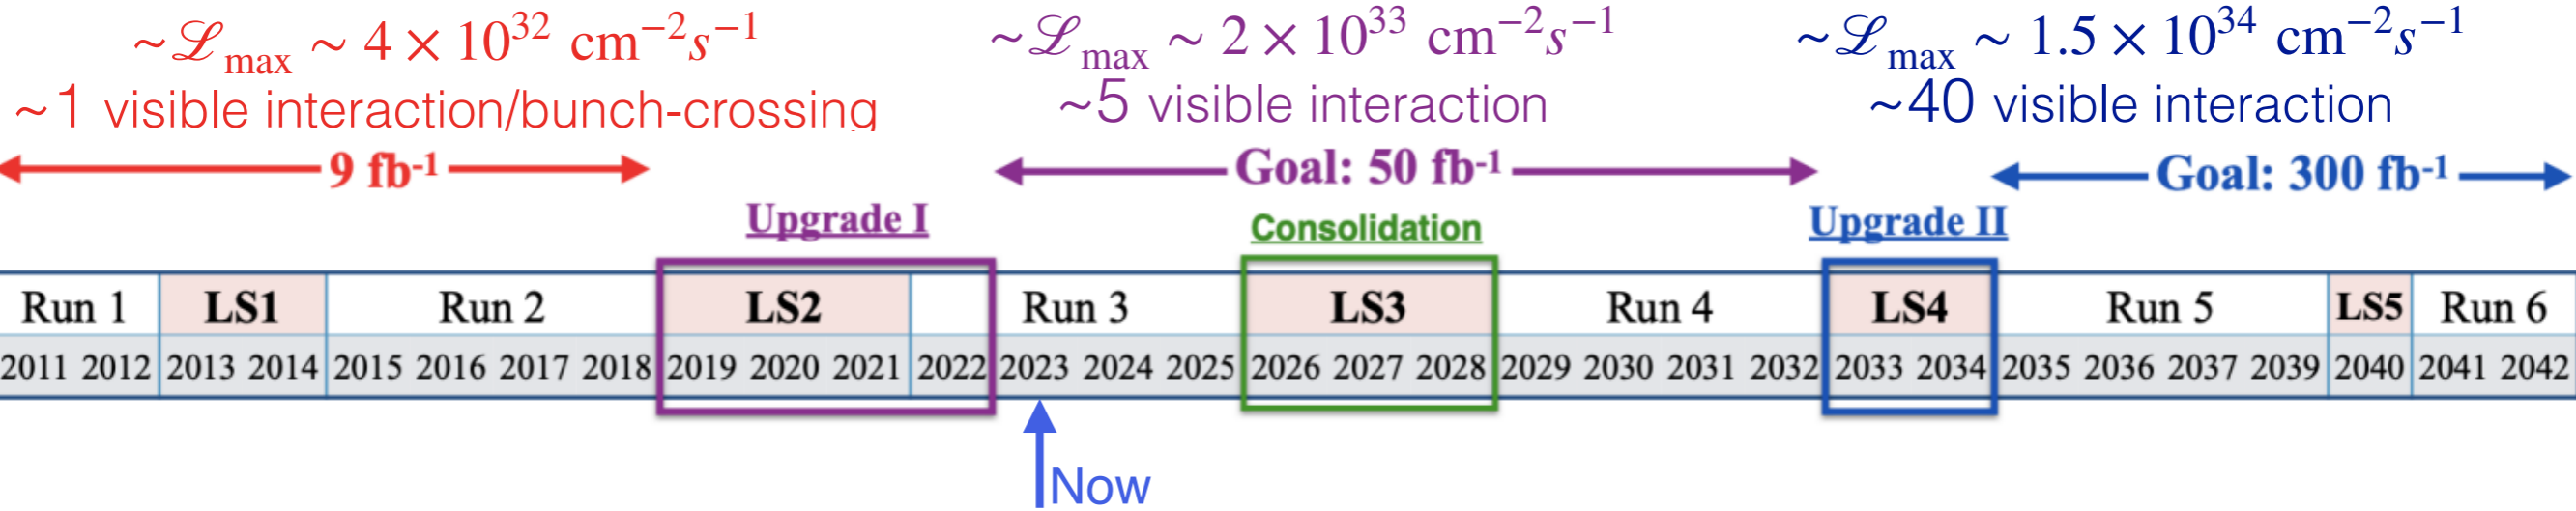 ~ℒmax ~ 4 × 10³² cm⁻²s⁻¹
~1 visible interaction/bunch-crossing
9 fb-1
~ℒmax ~ 2 × 10³³ cm⁻²s⁻¹
~5 visible interaction
Goal: 50 fb-1
~ℒmax ~ 1.5 × 10³⁴ cm⁻²s⁻¹
~40 visible interaction
Goal: 300 fb-1
Upgrade I
Consolidation
Upgrade II
Run 1 LS1 Run 2 LS2 Run 3 LS3 Run 4 LS4 Run 5 LS5 Run 6
2011 2012 2013 2014 2015 2016 2017 2018 2019 2020 2021 2022 2023 2024 2025 2026 2027 2028 2029 2030 2031 2032 2033 2034 2035 2036 2037 2039 2040 2041 2042
Now